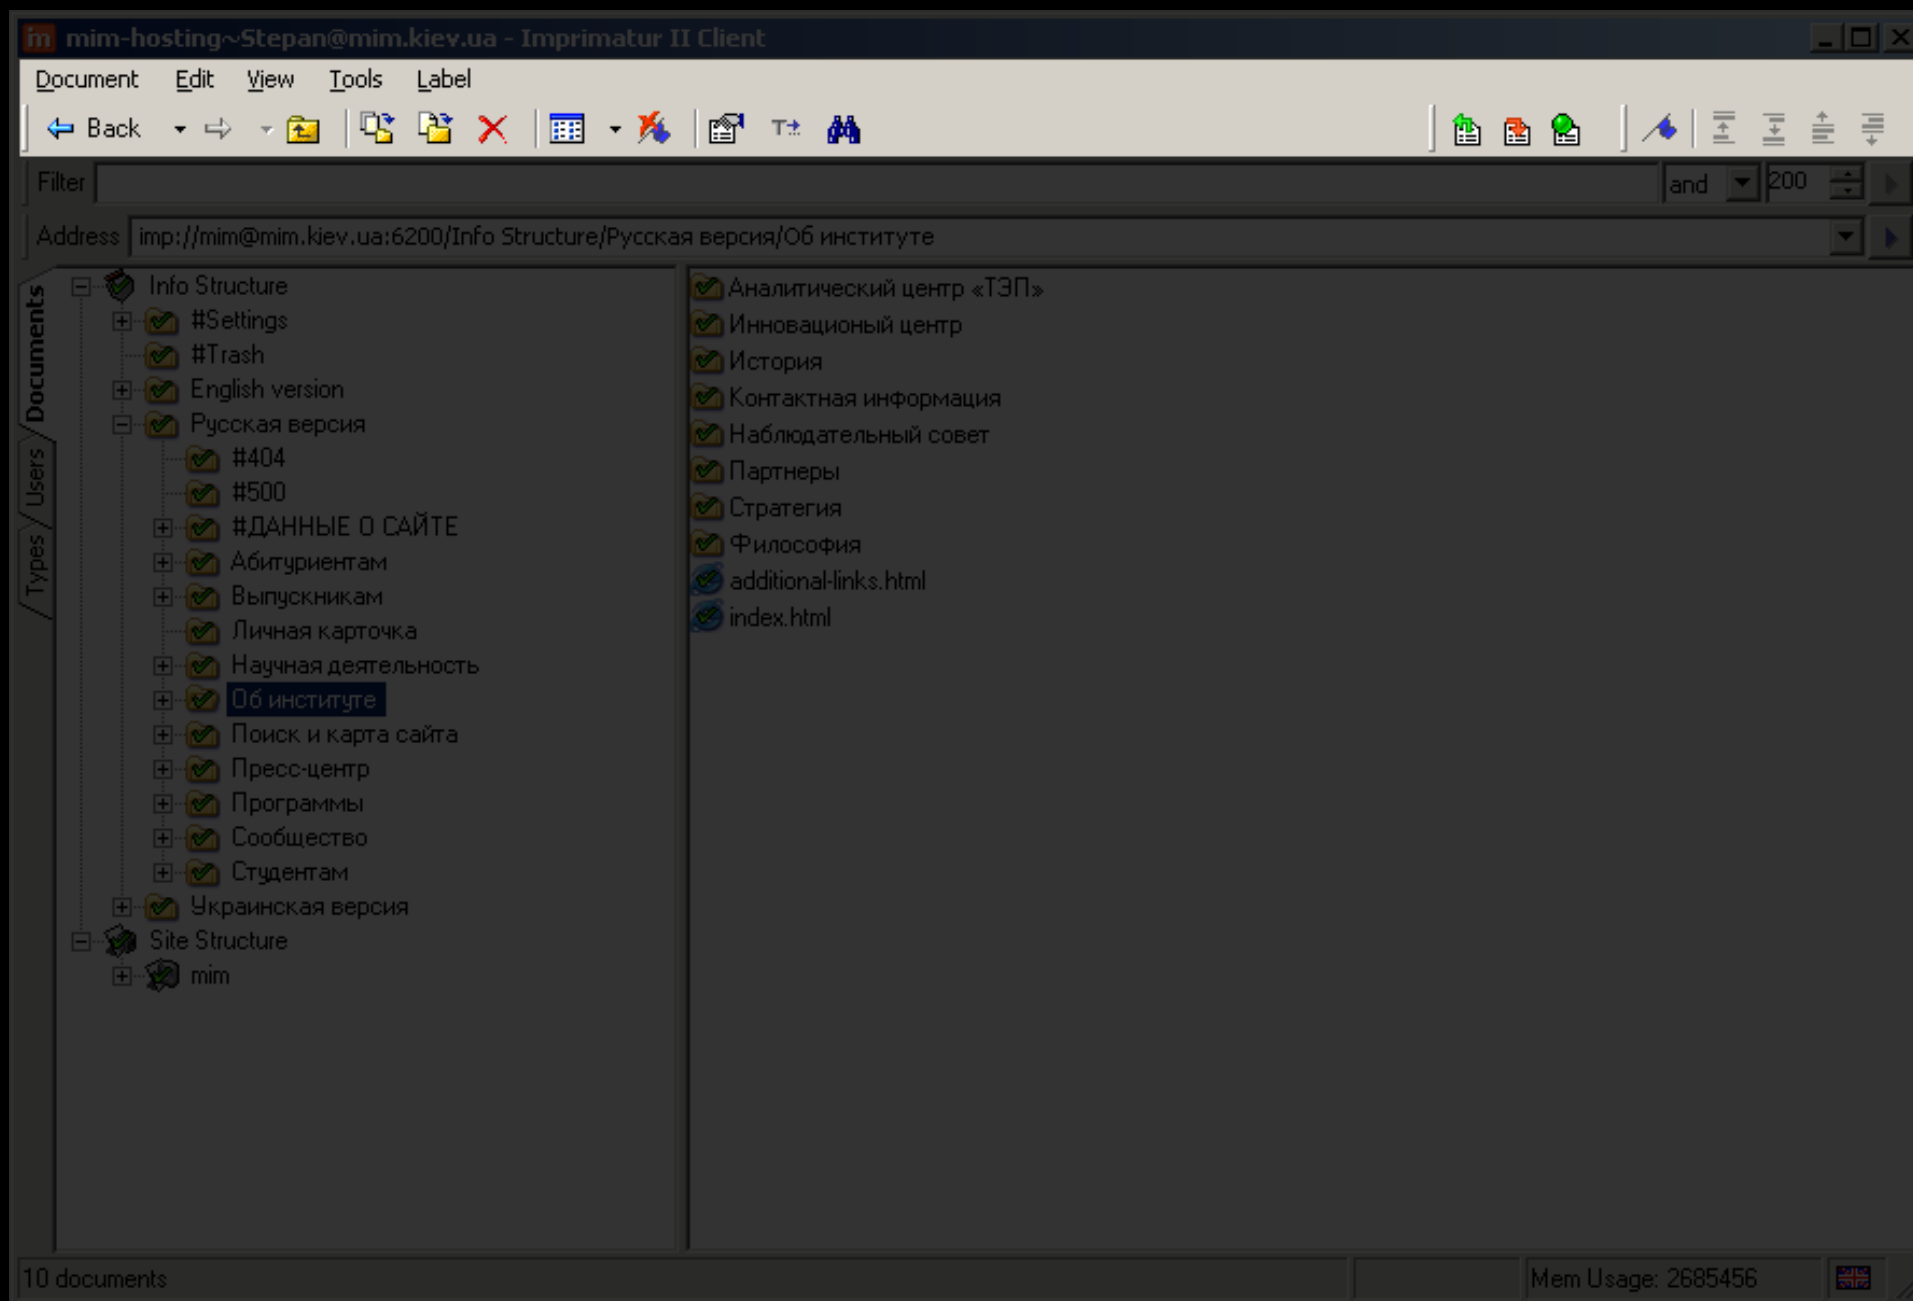 mim-hosting~Stepan@mim.kiev.ua - Imprimatur II Client
Document Edit View Tools Label
Back
Filter and 200
Address imp://mim@mim.kiev.ua:6200/Info Structure/Русская версия/Об институте
Documents
Users
Types
Info Structure
#Settings
#Trash
English version
Русская версия
#404
#500
#ДАННЫЕ О САЙТЕ
Абитуриентам
Выпускникам
Личная карточка
Научная деятельность
Об институте
Поиск и карта сайта
Пресс-центр
Программы
Сообщество
Студентам
Украинская версия
Site Structure
mim
Аналитический центр «ТЭП»
Инновационый центр
История
Контактная информация
Наблюдательный совет
Партнеры
Стратегия
Философия
additional-links.html
index.html
10 documents
Mem Usage: 2685456